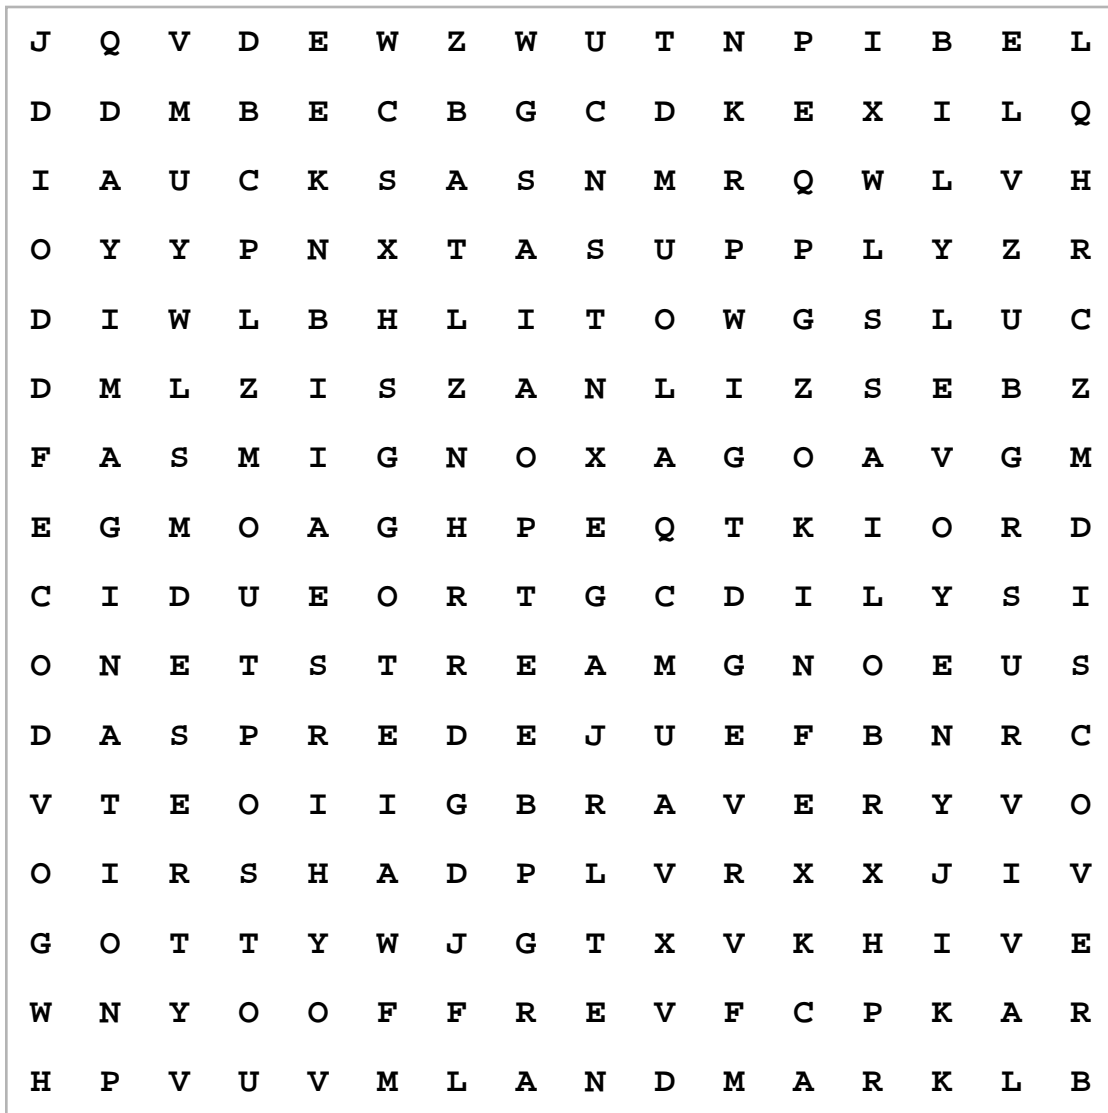 J Q V D E W Z W U T N P I B E L
D D M B E C B G C D K E X I L Q
I A U C K S A S N M R Q W L V H
O Y Y P N X T A S U P P L Y Z R
D I W L B H L I T O W G S L U C
D M L Z I S Z A N L I Z S E B Z
F A S M I G N O X A G O A V G M
E G M O A G H P E Q T K I O R D
C I D U E O R T G C D I L Y S I
O N E T S T R E A M G N O E U S
D A S P R E D E J U E F B N R C
V T E O I I G B R A V E R Y V O
O I R S H A D P L V R X X J I V
G O T T Y W J G T X V K H I V E
W N Y O O F F R E V F C P K A R
H P V U V M L A N D M A R K L B